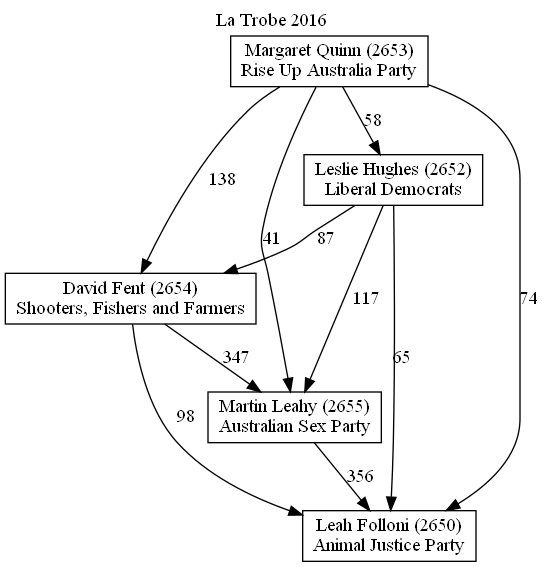 La Trobe 2016
Margaret Quinn (2653)
Rise Up Australia Party
58
Leslie Hughes (2652)
Liberal Democrats
138
41
87
David Fent (2654)
Shooters, Fishers and Farmers
117
74
347
65
Martin Leahy (2655)
Australian Sex Party
98
356
Leah Folloni (2650)
Animal Justice Party